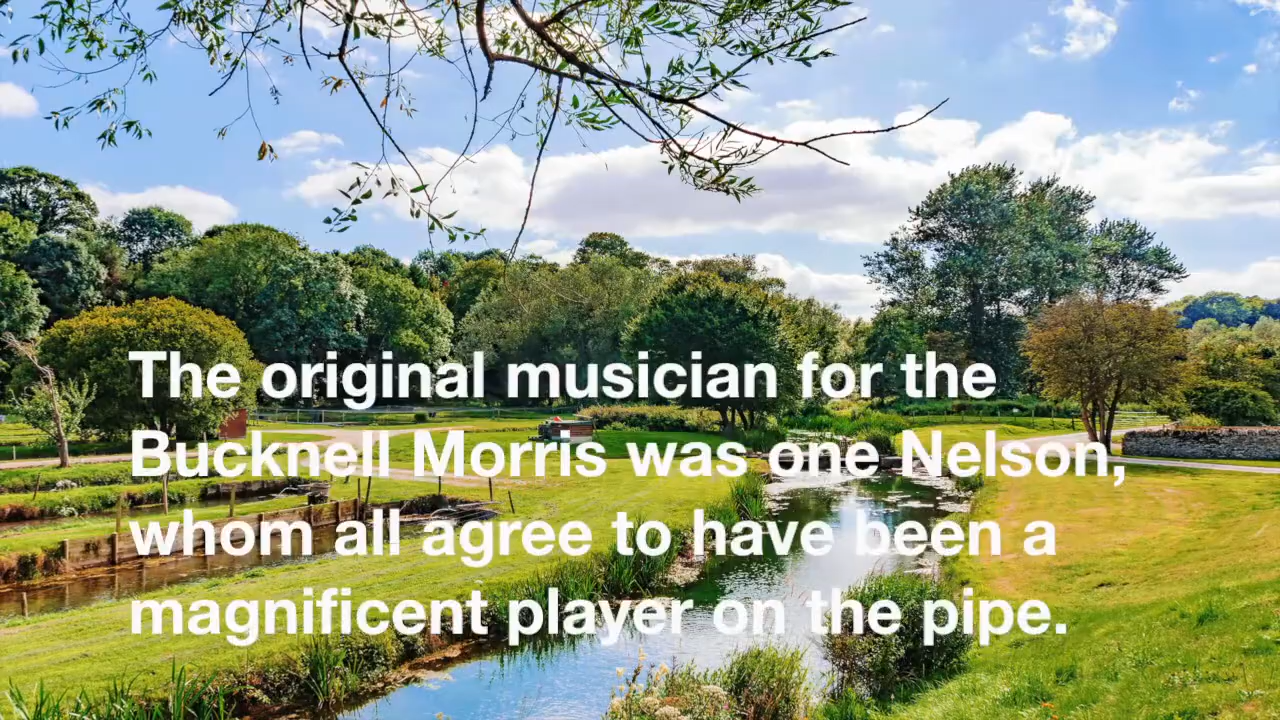 The original musician for the
Bucknell Morris was one Nelson,
whom all agree to have been a
magnificent player on the pipe.